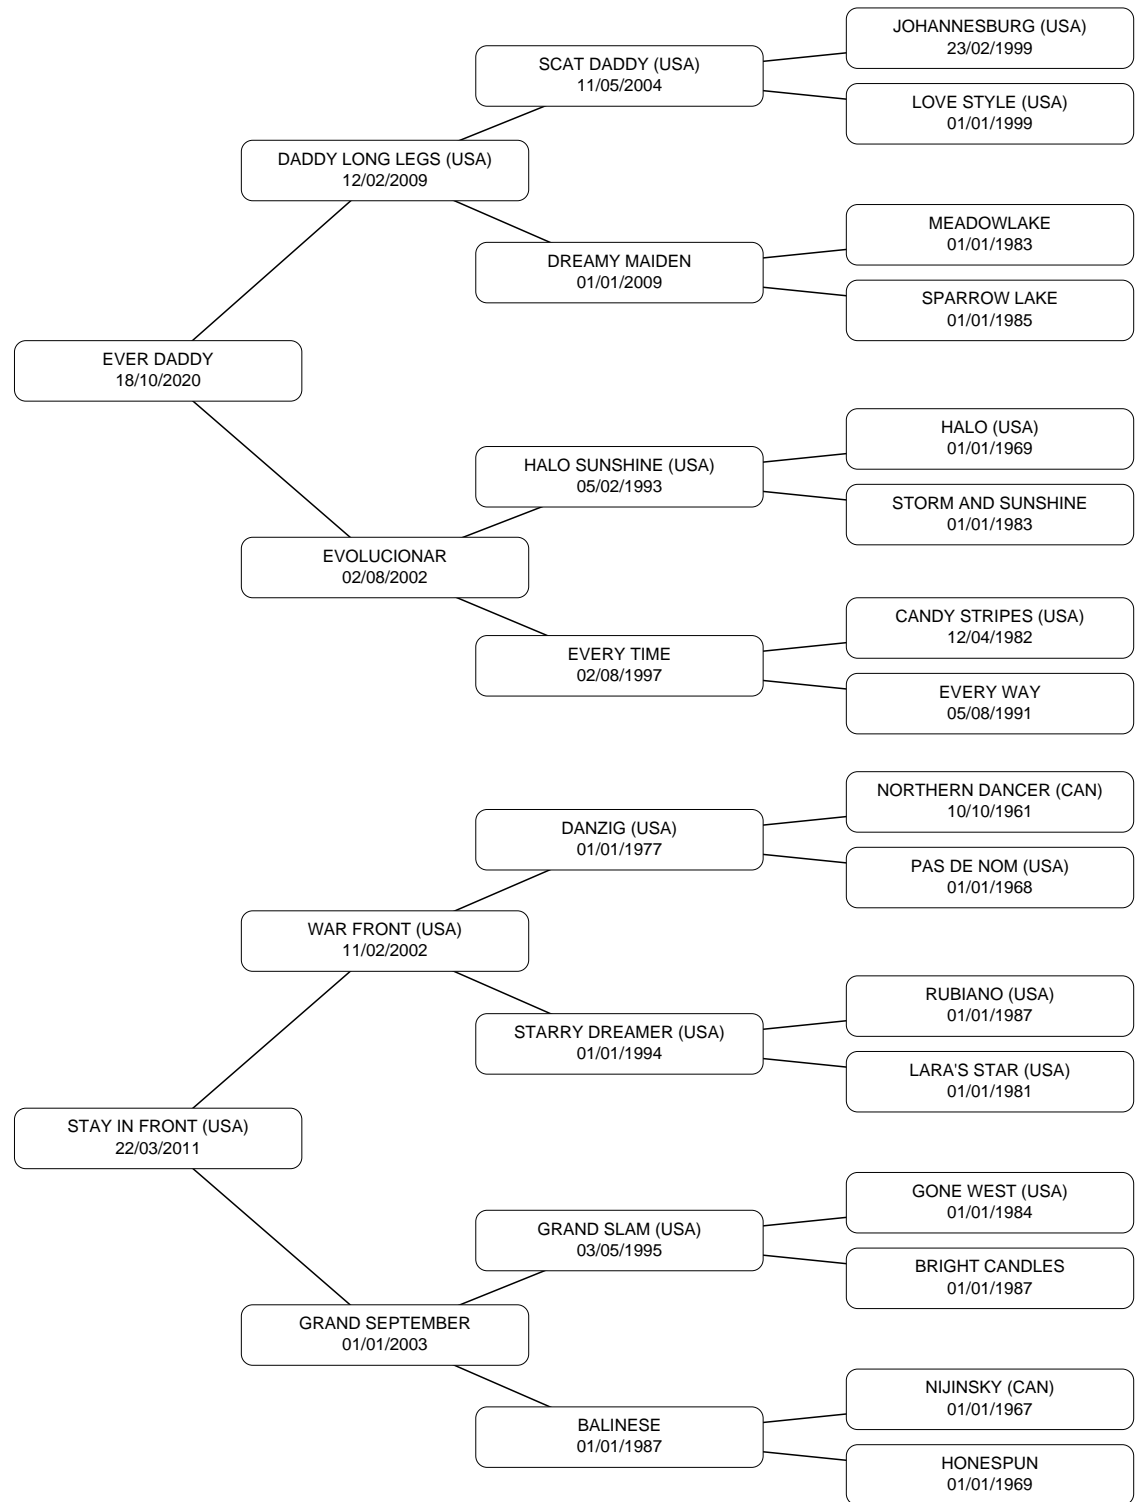 JOHANNESBURG (USA)
23/02/1999
SCAT DADDY (USA)
11/05/2004
LOVE STYLE (USA)
01/01/1999
DADDY LONG LEGS (USA)
12/02/2009
MEADOWLAKE
01/01/1983
DREAMY MAIDEN
01/01/2009
SPARROW LAKE
01/01/1985
EVER DADDY
18/10/2020
HALO (USA)
01/01/1969
HALO SUNSHINE (USA)
05/02/1993
STORM AND SUNSHINE
01/01/1983
EVOLUCIONAR
02/08/2002
CANDY STRIPES (USA)
12/04/1982
EVERY TIME
02/08/1997
EVERY WAY
05/08/1991
NORTHERN DANCER (CAN)
10/10/1961
DANZIG (USA)
01/01/1977
PAS DE NOM (USA)
01/01/1968
WAR FRONT (USA)
11/02/2002
RUBIANO (USA)
01/01/1987
STARRY DREAMER (USA)
01/01/1994
LARA'S STAR (USA)
01/01/1981
STAY IN FRONT (USA)
22/03/2011
GONE WEST (USA)
01/01/1984
GRAND SLAM (USA)
03/05/1995
BRIGHT CANDLES
01/01/1987
GRAND SEPTEMBER
01/01/2003
NIJINSKY (CAN)
01/01/1967
BALINESE
01/01/1987
HONESPUN
01/01/1969